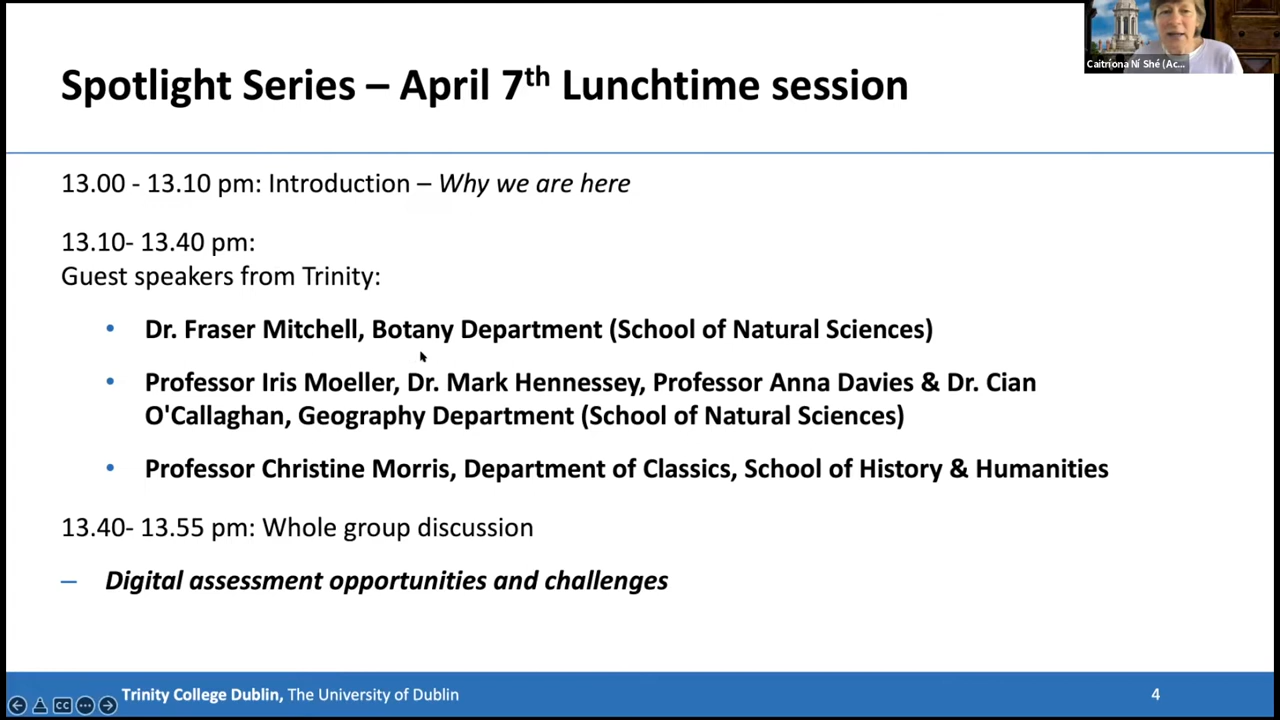 Caitríona Ní Shé (Ac...
Spotlight Series – April 7th Lunchtime session
13.00 - 13.10 pm: Introduction – Why we are here
13.10- 13.40 pm:
Guest speakers from Trinity:
• Dr. Fraser Mitchell, Botany Department (School of Natural Sciences)
• Professor Iris Moeller, Dr. Mark Hennessey, Professor Anna Davies & Dr. Cian
O'Callaghan, Geography Department (School of Natural Sciences)
• Professor Christine Morris, Department of Classics, School of History & Humanities
13.40- 13.55 pm: Whole group discussion
– Digital assessment opportunities and challenges
CC
Trinity College Dublin, The University of Dublin
4